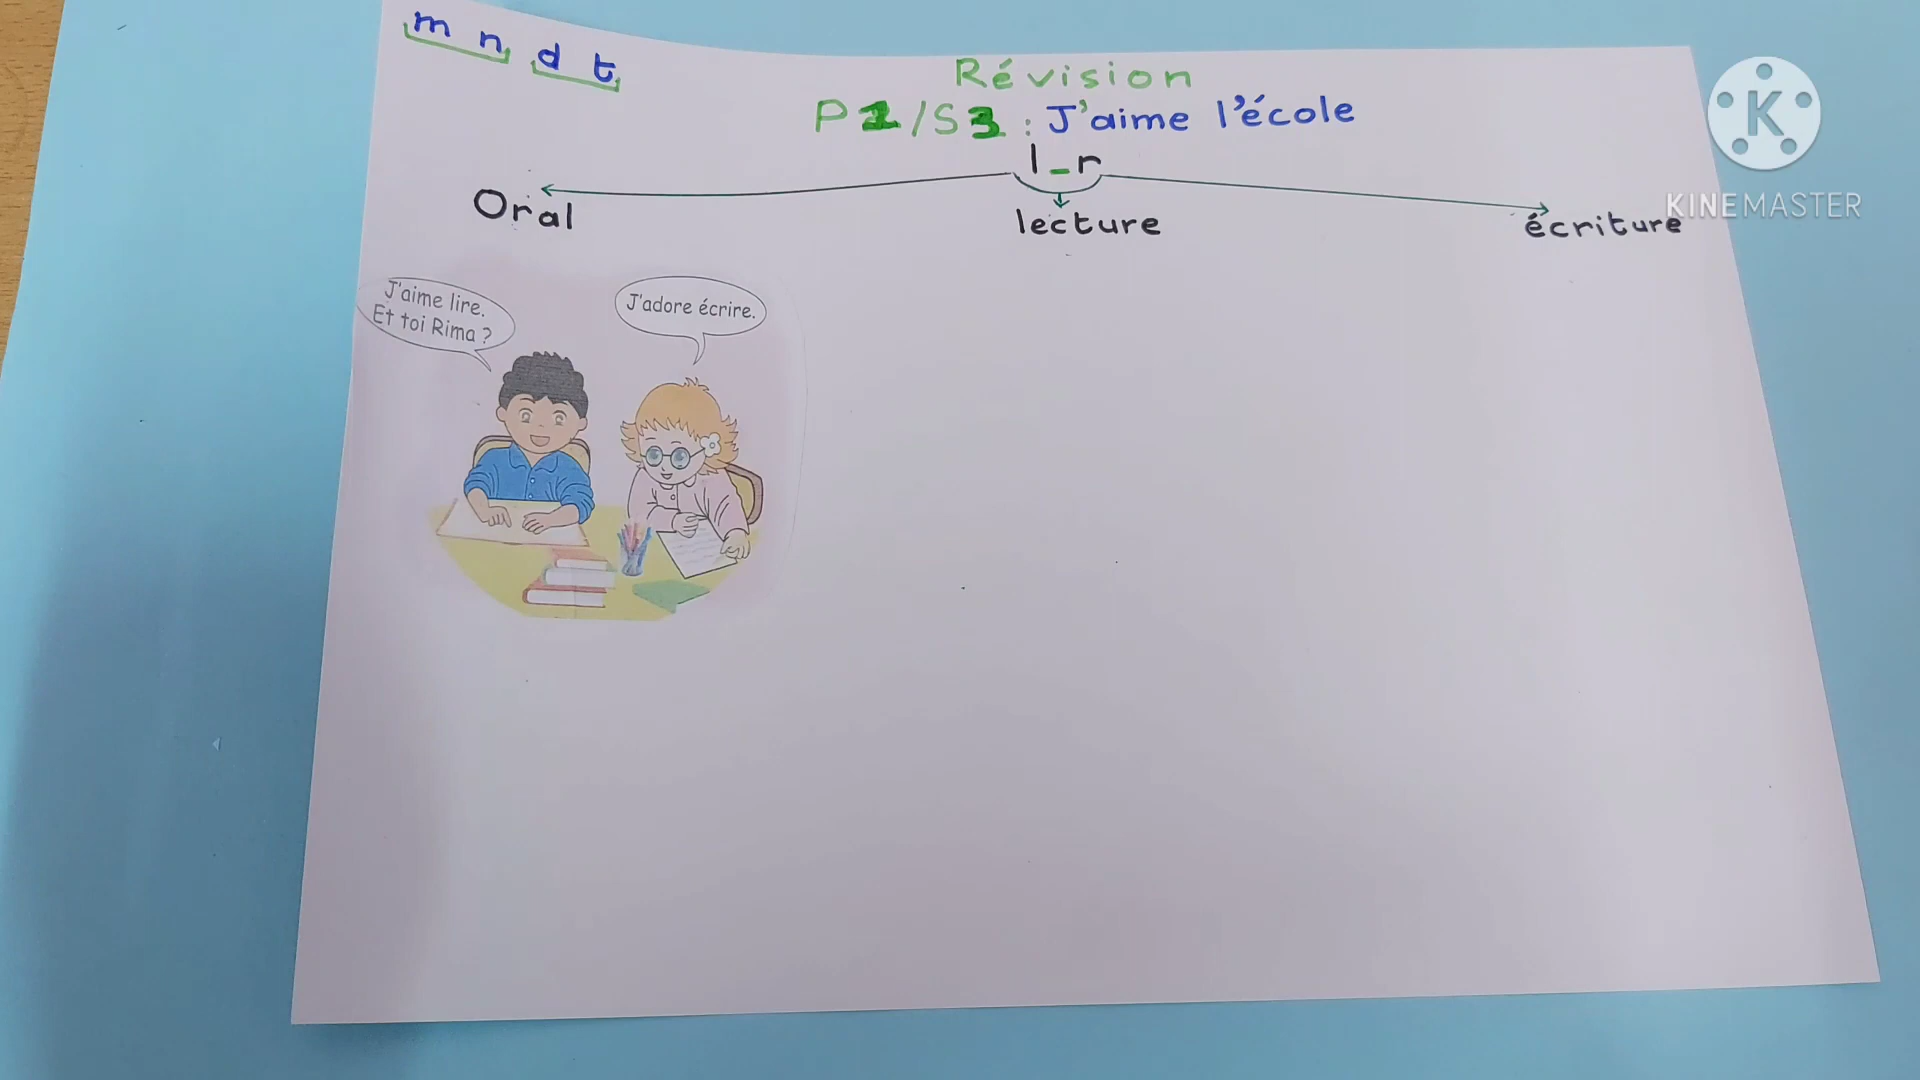 m n d t
Révision
P1/S3 : J'aime l'école
l_r
Oral
lecture
écriture
J'aime lire.
Et toi Rima ?
J'adore écrire.
K
KINEMASTER